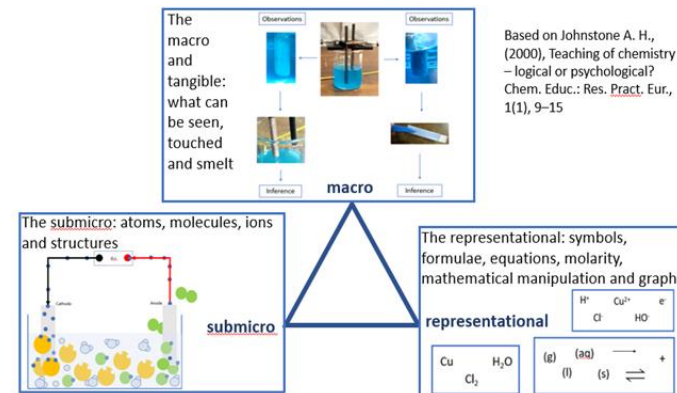 The
macro
and
tangible:
what can
be seen,
touched
and smelt
Observations
Observations
Inference
Inference
macro
Based on Johnstone A. H.,
(2000), Teaching of chemistry
– logical or psychological?
Chem. Educ.: Res. Pract. Eur.,
1(1), 9–15
The submicro: atoms, molecules, ions
and structures
Cathode
Anode
submicro
The representational: symbols,
formulae, equations, molarity,
mathematical manipulation and graph
representational
H⁺ Cu²⁺ e⁻
Cl⁻ HO⁻
Cu H₂O
Cl₂
(g) (aq) → +
(l) (s) ⇌